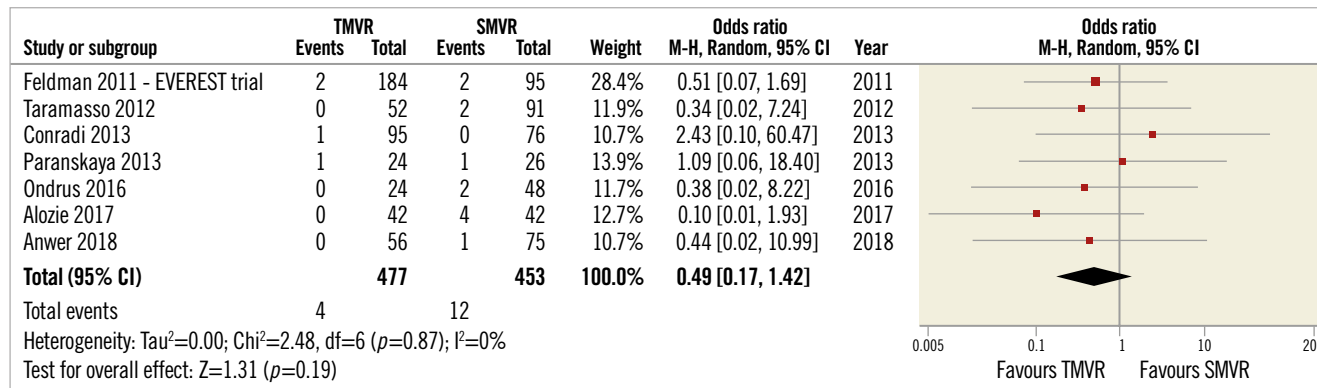 TMVR SMVR Odds ratio Odds ratio
Study or subgroup Events Total Events Total Weight M-H, Random, 95% CI Year M-H, Random, 95% CI
Feldman 2011 - EVEREST trial 2 184 2 95 28.4% 0.51 [0.07, 1.69] 2011
Taramasso 2012 0 52 2 91 11.9% 0.34 [0.02, 7.24] 2012
Conradi 2013 1 95 0 76 10.7% 2.43 [0.10, 60.47] 2013
Paranskaya 2013 1 24 1 26 13.9% 1.09 [0.06, 18.40] 2013
Ondrus 2016 0 24 2 48 11.7% 0.38 [0.02, 8.22] 2016
Alozie 2017 0 42 4 42 12.7% 0.10 [0.01, 1.93] 2017
Anwer 2018 0 56 1 75 10.7% 0.44 [0.02, 10.99] 2018
Total (95% CI) 477 453 100.0% 0.49 [0.17, 1.42]
Total events 4 12
Heterogeneity: Tau²=0.00; Chi²=2.48, df=6 (p=0.87); I²=0%
Test for overall effect: Z=1.31 (p=0.19)
0.005 0.1 1 10 20
Favours TMVR Favours SMVR